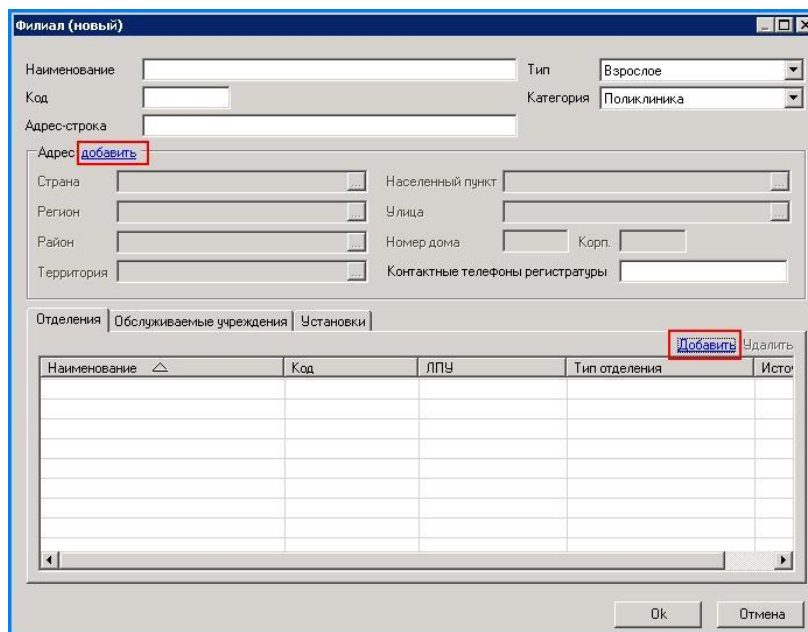 Филиал (новый)
Наименование Тип Взрослое
Код Категория Поликлиника
Адрес-строка
Адрес добавить
Страна ... Населенный пункт ...
Регион ... Улица ...
Район ... Номер дома Корп.
Территория ... Контактные телефоны регистратуры
Отделения Обслуживаемые учреждения Установки
Добавить Удалить
Наименование Код ЛПУ Тип отделения Источ
Ok Отмена